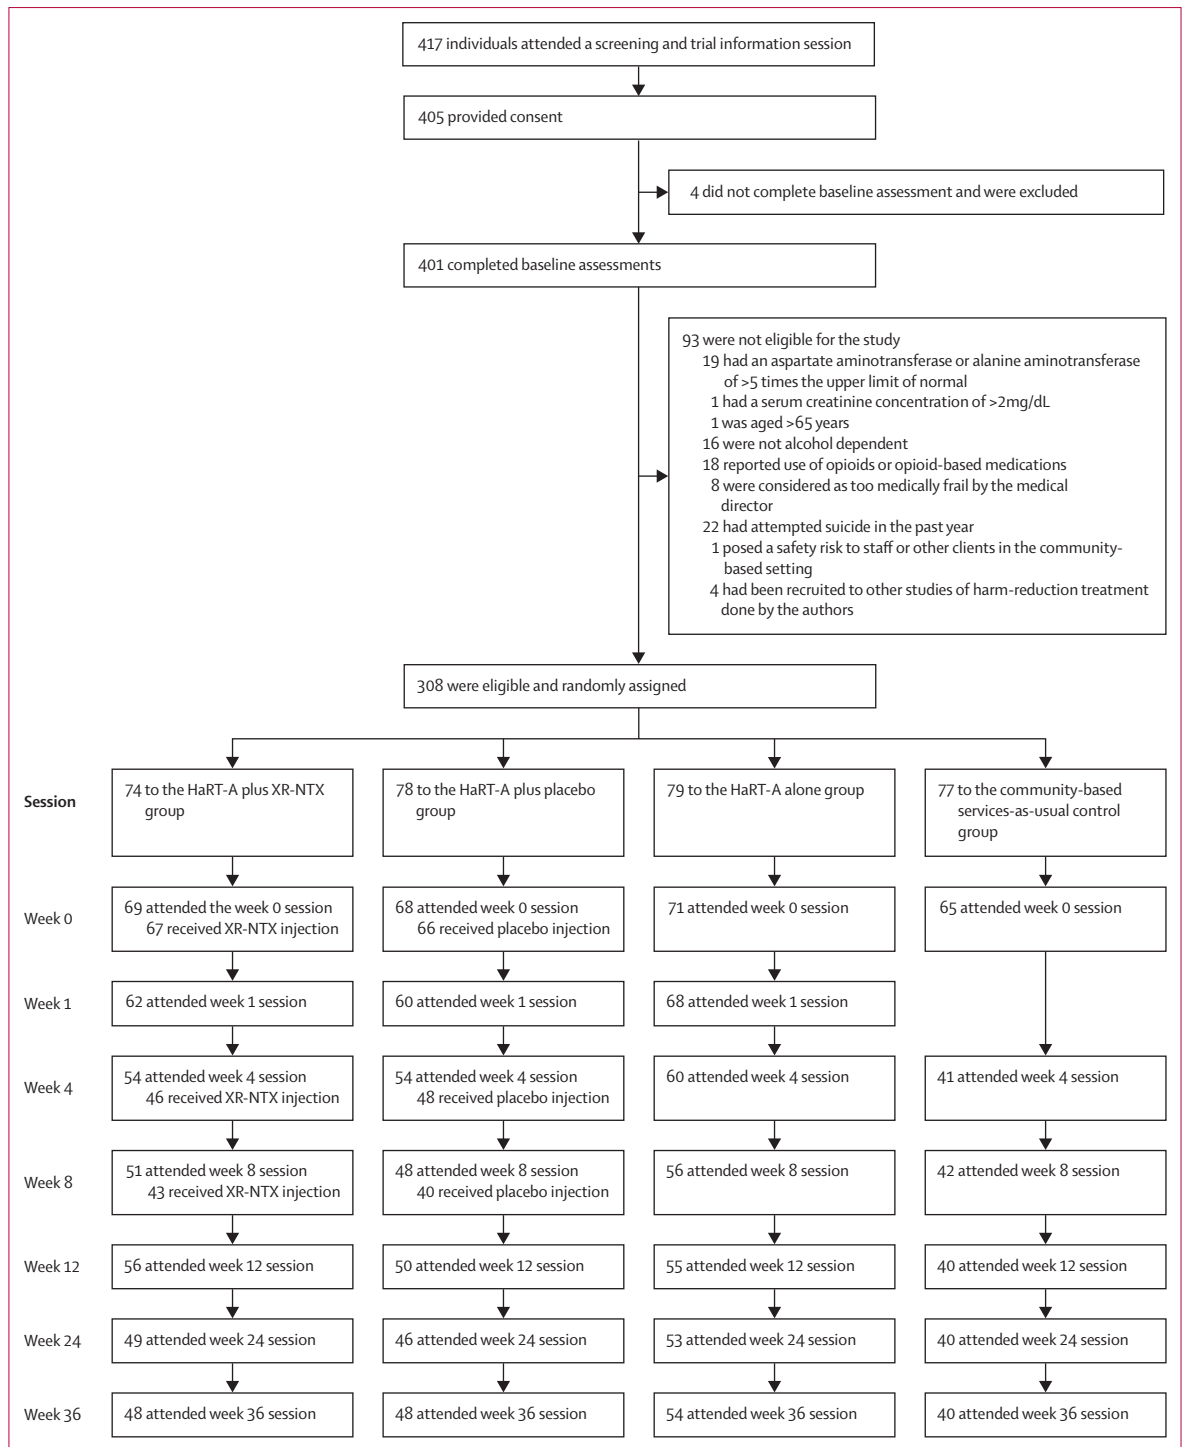 417 individuals attended a screening and trial information session
405 provided consent
4 did not complete baseline assessment and were excluded
401 completed baseline assessments
93 were not eligible for the study
19 had an aspartate aminotransferase or alanine aminotransferase
of >5 times the upper limit of normal
1 had a serum creatinine concentration of >2mg/dL
1 was aged >65 years
16 were not alcohol dependent
18 reported use of opioids or opioid-based medications
8 were considered as too medically frail by the medical
director
22 had attempted suicide in the past year
1 posed a safety risk to staff or other clients in the community-
based setting
4 had been recruited to other studies of harm-reduction treatment
done by the authors
308 were eligible and randomly assigned
Session
74 to the HaRT-A plus XR-NTX
group
78 to the HaRT-A plus placebo
group
79 to the HaRT-A alone group
77 to the community-based
services-as-usual control
group
Week 0
69 attended the week 0 session
67 received XR-NTX injection
68 attended week 0 session
66 received placebo injection
71 attended week 0 session
65 attended week 0 session
Week 1
62 attended week 1 session
60 attended week 1 session
68 attended week 1 session
Week 4
54 attended week 4 session
46 received XR-NTX injection
54 attended week 4 session
48 received placebo injection
60 attended week 4 session
41 attended week 4 session
Week 8
51 attended week 8 session
43 received XR-NTX injection
48 attended week 8 session
40 received placebo injection
56 attended week 8 session
42 attended week 8 session
Week 12
56 attended week 12 session
50 attended week 12 session
55 attended week 12 session
40 attended week 12 session
Week 24
49 attended week 24 session
46 attended week 24 session
53 attended week 24 session
40 attended week 24 session
Week 36
48 attended week 36 session
48 attended week 36 session
54 attended week 36 session
40 attended week 36 session